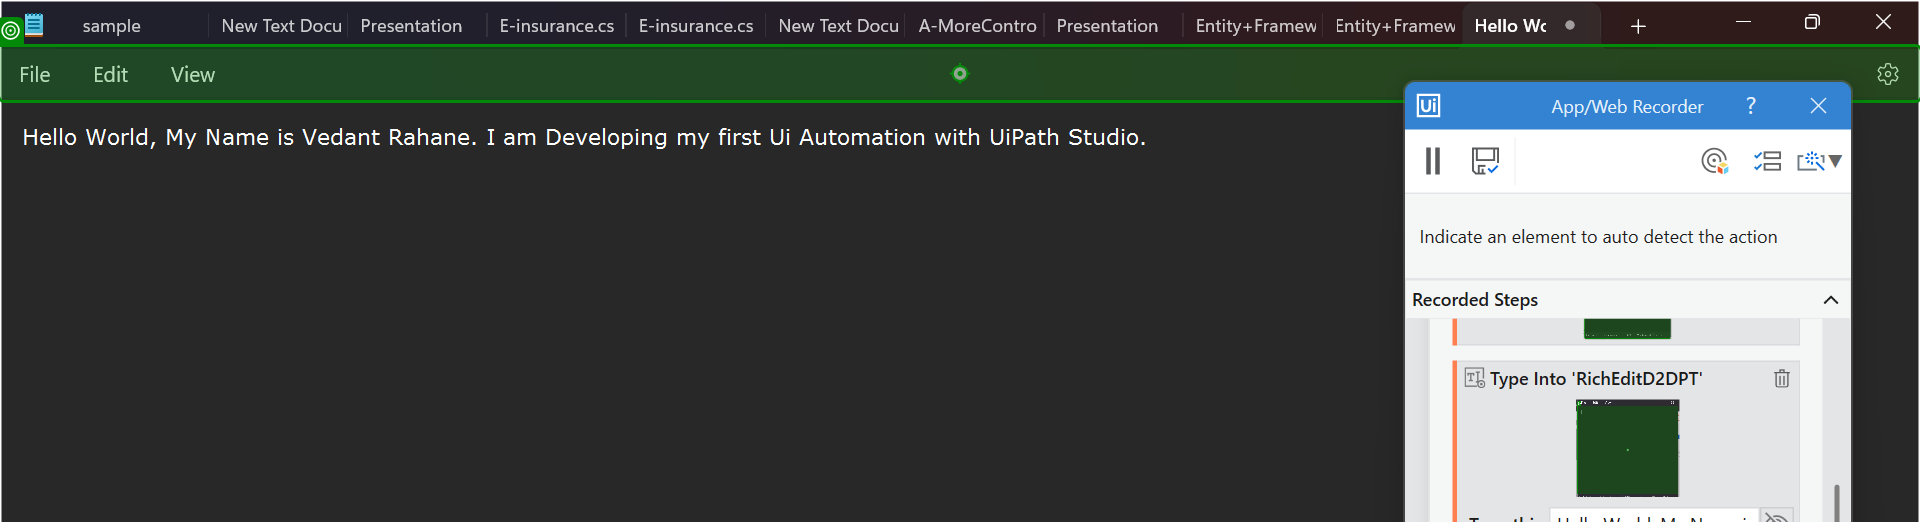 sample New Text Docu Presentation E-insurance.cs E-insurance.cs New Text Docu A-MoreContro Presentation Entity+Framew Entity+Framew Hello Wc
File Edit View
Hello World, My Name is Vedant Rahane. I am Developing my first Ui Automation with UiPath Studio.
Ui App/Web Recorder ?
Indicate an element to auto detect the action
Recorded Steps
Type Into 'RichEditD2DPT'